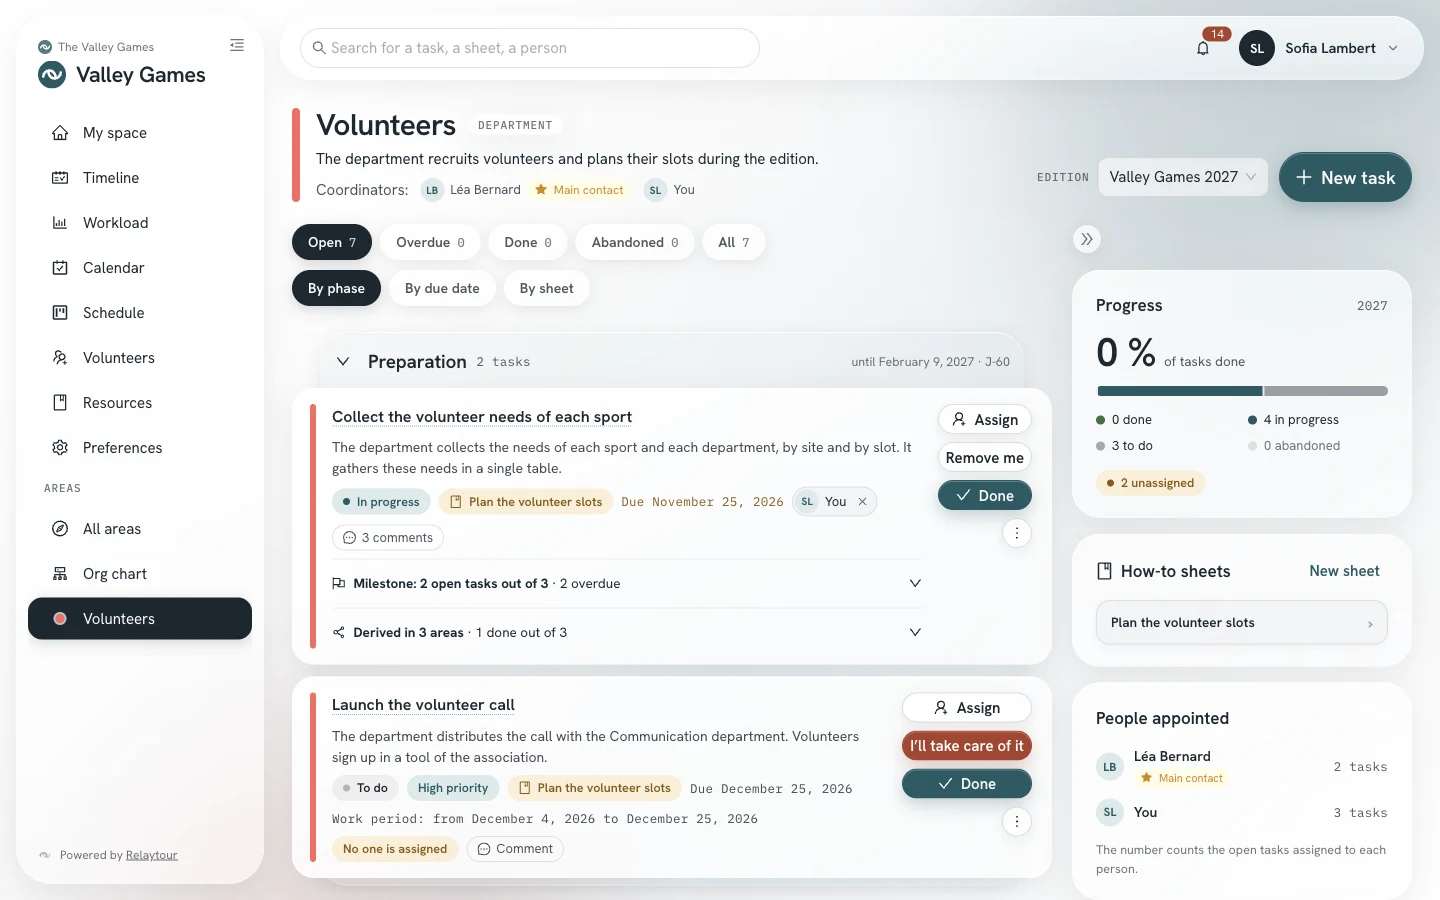 The Valley Games
Valley Games
My space
Timeline
Workload
Calendar
Schedule
Volunteers
Resources
Preferences
AREAS
All areas
Org chart
Volunteers
Powered by Relaytour
Search for a task, a sheet, a person
14
SL
Sofia Lambert
Volunteers
DEPARTMENT
The department recruits volunteers and plans their slots during the edition.
Coordinators: LB Léa Bernard Main contact SL You
EDITION
Valley Games 2027
New task
Open 7
Overdue 0
Done 0
Abandoned 0
All 7
By phase
By due date
By sheet
Preparation 2 tasks
until February 9, 2027 · J-60
Collect the volunteer needs of each sport
The department collects the needs of each sport and each department, by site and by slot. It
gathers these needs in a single table.
In progress
Plan the volunteer slots
Due November 25, 2026
SL You
3 comments
Milestone: 2 open tasks out of 3 · 2 overdue
Derived in 3 areas · 1 done out of 3
Assign
Remove me
Done
Launch the volunteer call
The department distributes the call with the Communication department. Volunteers
sign up in a tool of the association.
To do
High priority
Plan the volunteer slots
Due December 25, 2026
Work period: from December 4, 2026 to December 25, 2026
No one is assigned
Comment
Assign
I'll take care of it
Done
Progress
2027
0 % of tasks done
0 done
4 in progress
3 to do
0 abandoned
2 unassigned
How-to sheets
New sheet
Plan the volunteer slots
People appointed
LB
Léa Bernard
Main contact
2 tasks
SL
You
3 tasks
The number counts the open tasks assigned to each
person.